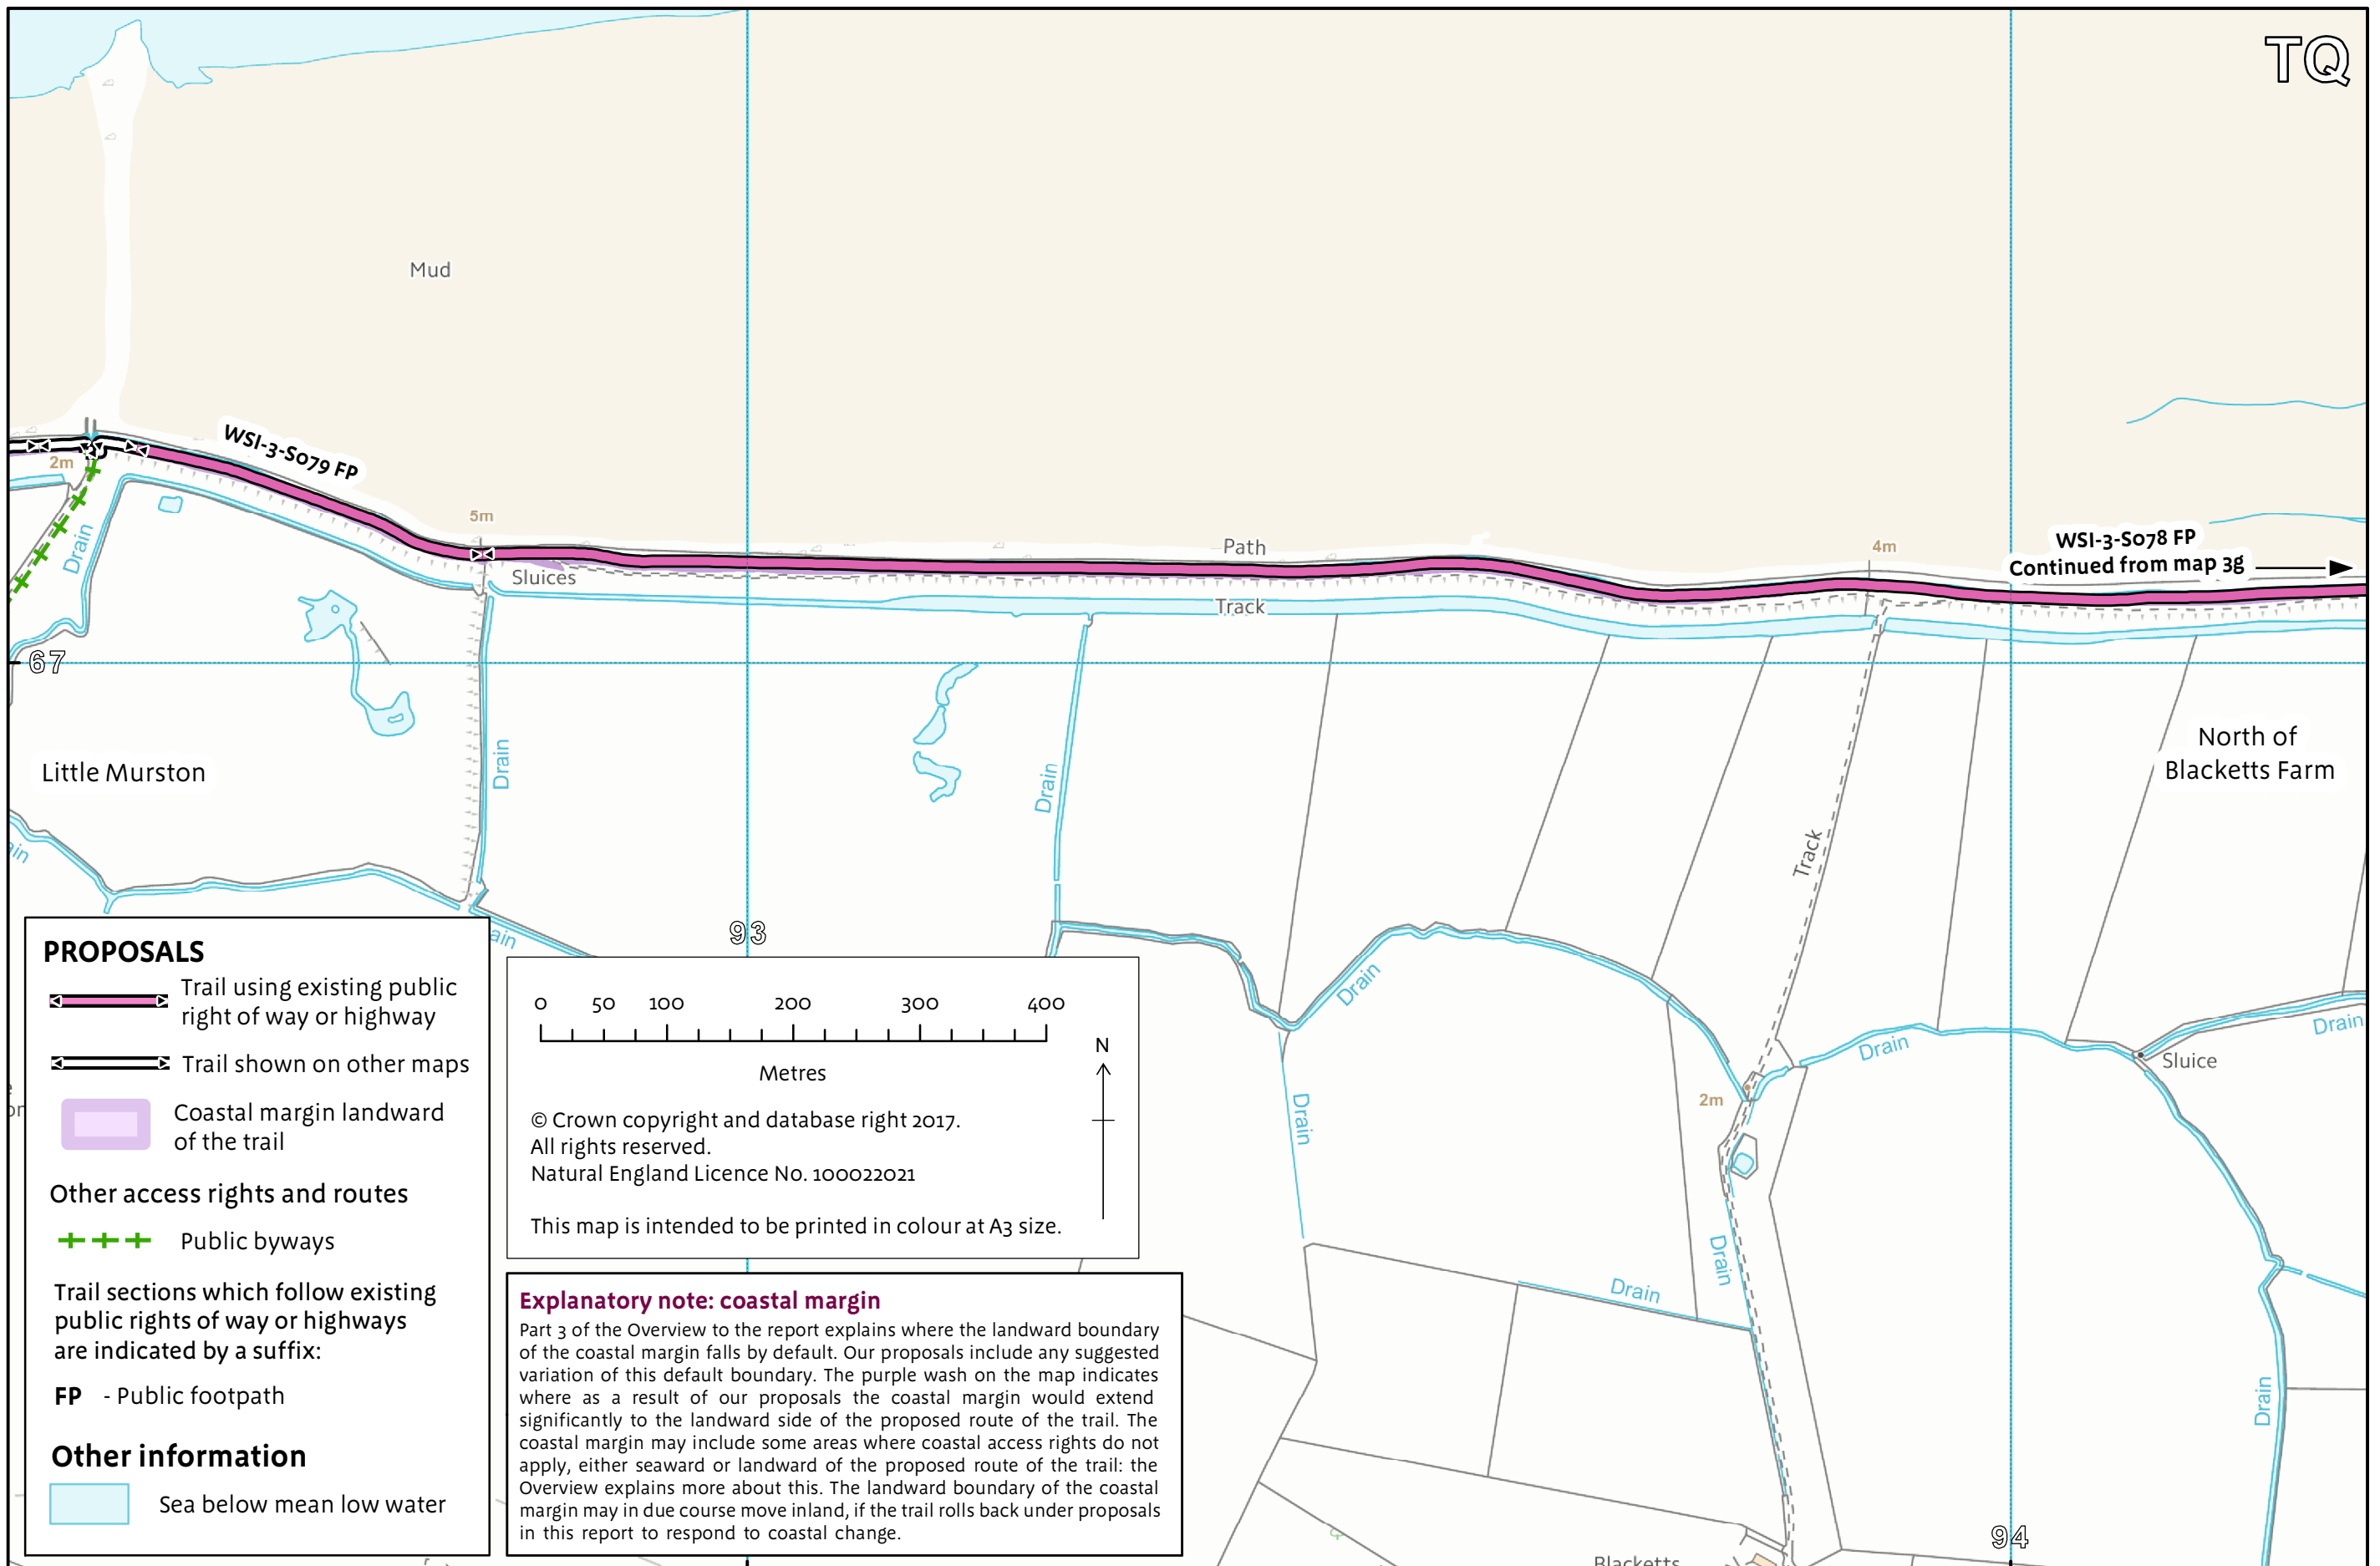 TQ
Mud
WSI-3-S079 FP
2m
Drain
5m
Sluices
Path
Track
4m
WSI-3-S078 FP
Continued from map 3g
67
Little Murston
Drain
Drain
Track
North of
Blacketts Farm
ain
ain
93
Drain
Drain
Drain
Sluice
Drain
2m
Drain
Drain
Drain
94
Blacketts
PROPOSALS
Trail using existing public
right of way or highway
Trail shown on other maps
Coastal margin landward
of the trail
Other access rights and routes
Public byways
Trail sections which follow existing
public rights of way or highways
are indicated by a suffix:
FP - Public footpath
Other information
Sea below mean low water
0 50 100 200 300 400
Metres
N
© Crown copyright and database right 2017.
All rights reserved.
Natural England Licence No. 100022021
This map is intended to be printed in colour at A3 size.
Explanatory note: coastal margin
Part 3 of the Overview to the report explains where the landward boundary
of the coastal margin falls by default. Our proposals include any suggested
variation of this default boundary. The purple wash on the map indicates
where as a result of our proposals the coastal margin would extend
significantly to the landward side of the proposed route of the trail. The
coastal margin may include some areas where coastal access rights do not
apply, either seaward or landward of the proposed route of the trail: the
Overview explains more about this. The landward boundary of the coastal
margin may in due course move inland, if the trail rolls back under proposals
in this report to respond to coastal change.
Drain